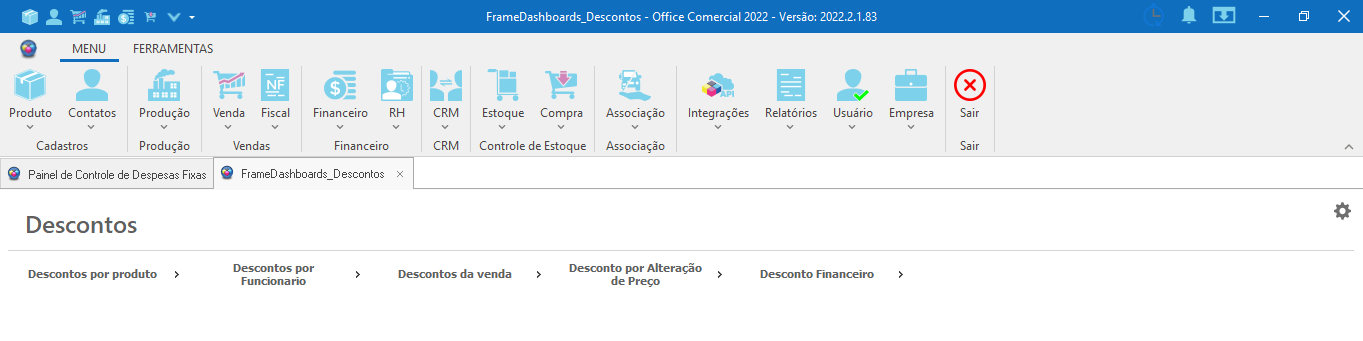 FrameDashboards_Descontos - Office Comercial 2022 - Versão: 2022.2.1.83
MENU FERRAMENTAS
NF
API
Produto Contatos Produção Venda Fiscal Financeiro RH CRM Estoque Compra Associação Integrações Relatórios Usuário Empresa Sair
Cadastros Produção Vendas Financeiro CRM Controle de Estoque Associação Sair
Painel de Controle de Despesas Fixas FrameDashboards_Descontos
Descontos
Descontos por produto
Descontos por
Funcionario
Descontos da venda
Desconto por Alteração
de Preço
Desconto Financeiro